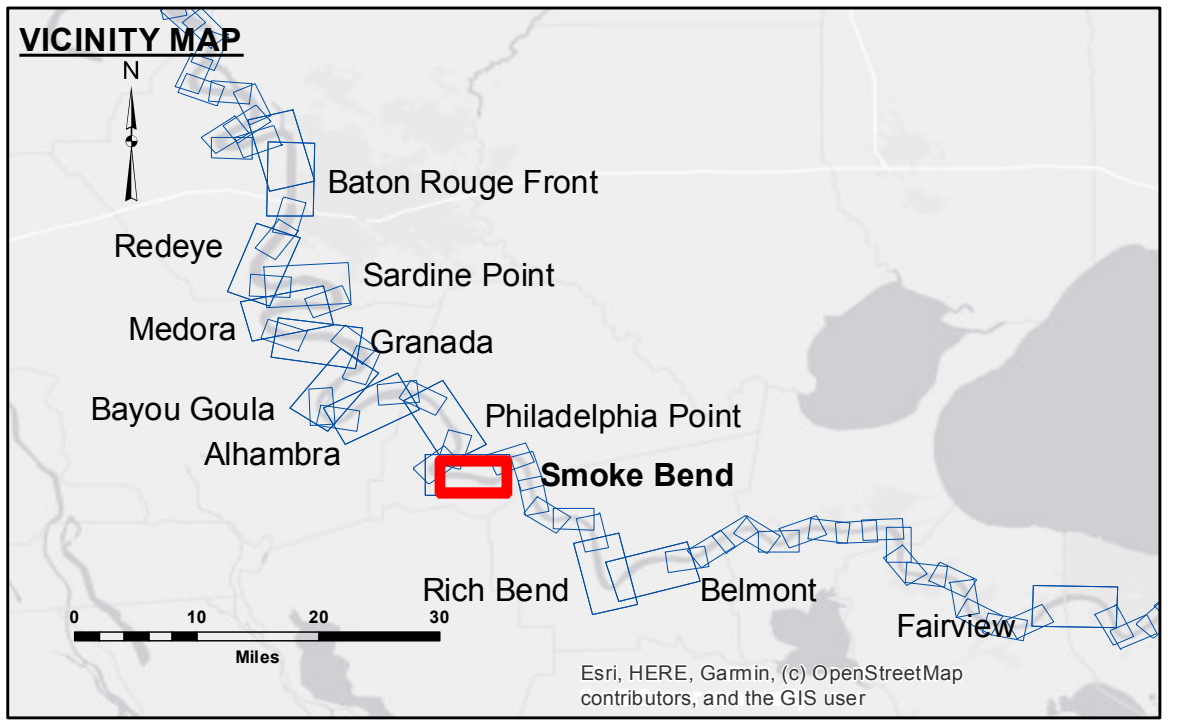 VICINITY MAP
N
Baton Rouge Front
Redeye
Sardine Point
Medora
Granada
Bayou Goula
Philadelphia Point
Alhambra
Smoke Bend
Rich Bend
Belmont
Fairview
0 10 20 30
Miles
Esri, HERE, Garmin, (c) OpenStreetMap
contributors, and the GIS user